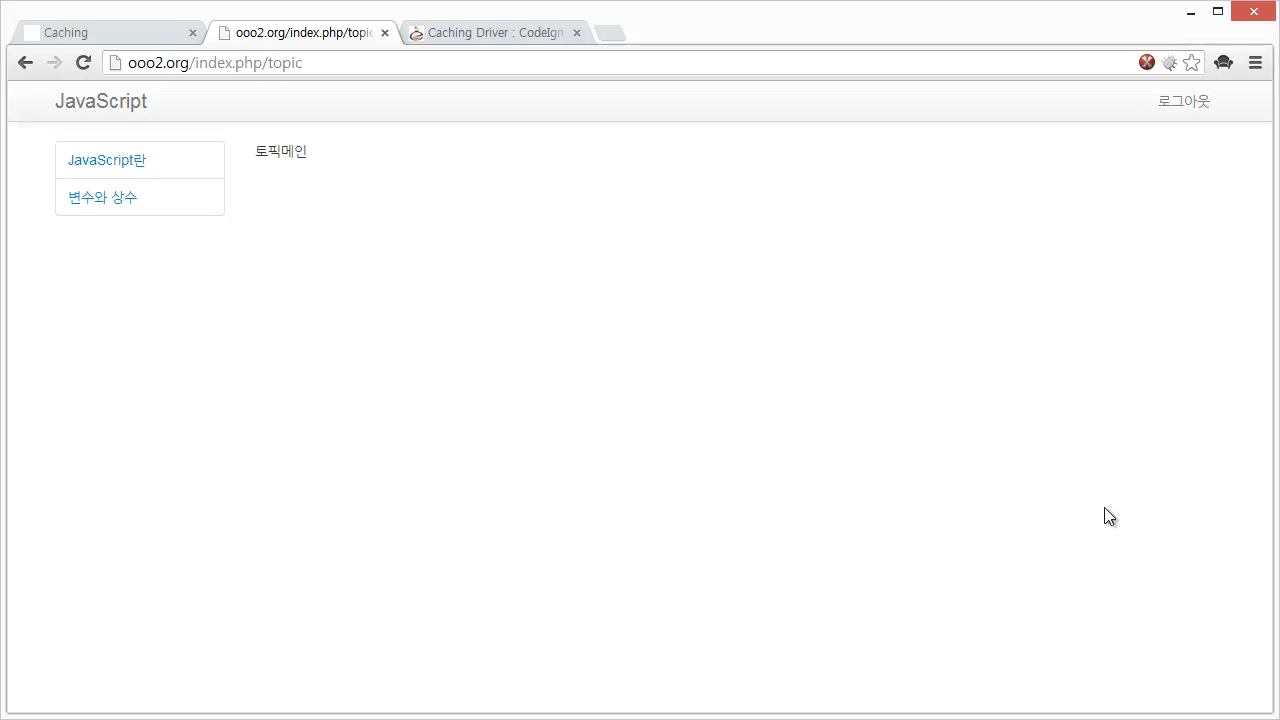 Caching
ooo2.org/index.php/topic
Caching Driver : CodeIgn
ooo2.org/index.php/topic
JavaScript
로그아웃
JavaScript란
변수와 상수
토픽메인